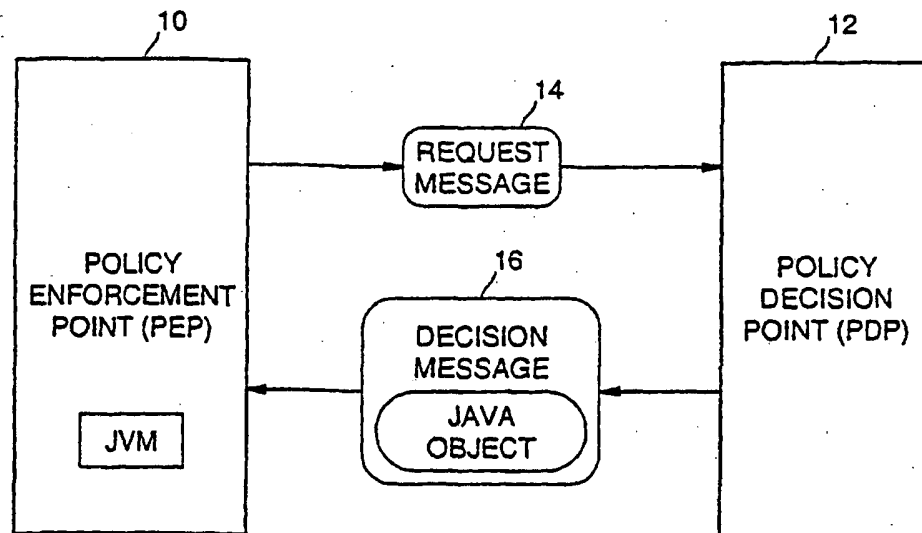 10
12
14
REQUEST
MESSAGE
16
POLICY
ENFORCEMENT
POINT (PEP)
DECISION
MESSAGE
POLICY
DECISION
POINT (PDP)
JAVA
OBJECT
JVM